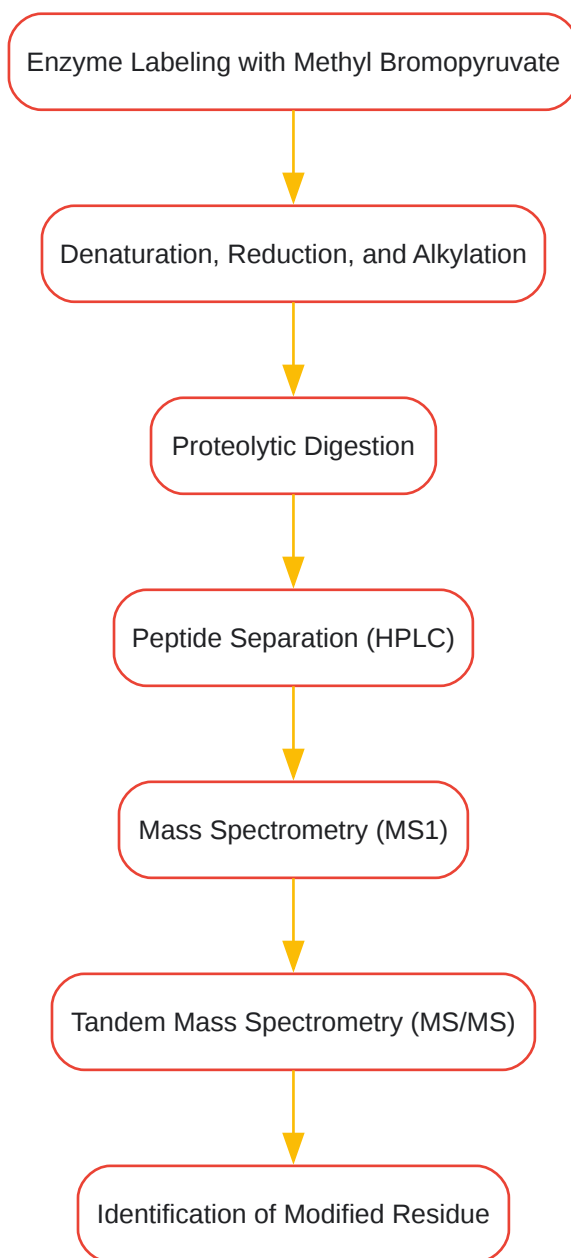 Enzyme Labeling with Methyl Bromopyruvate
Denaturation, Reduction, and Alkylation
Proteolytic Digestion
Peptide Separation (HPLC)
Mass Spectrometry (MS1)
Tandem Mass Spectrometry (MS/MS)
Identification of Modified Residue